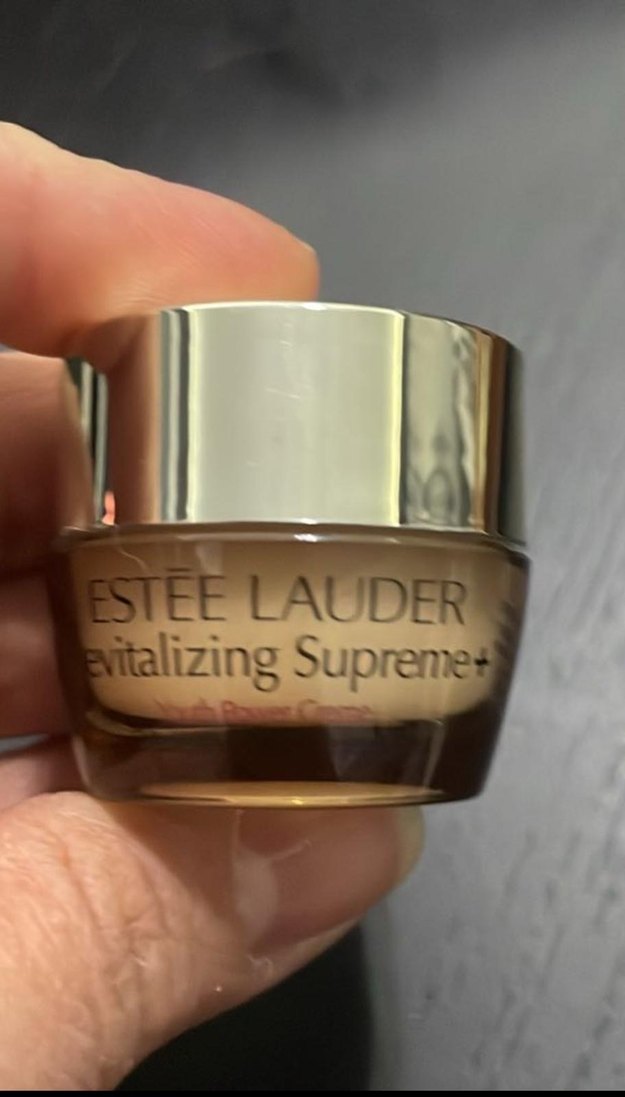 ESTĒE LAUDER
evitalizing Supreme+
Youth Power Creme